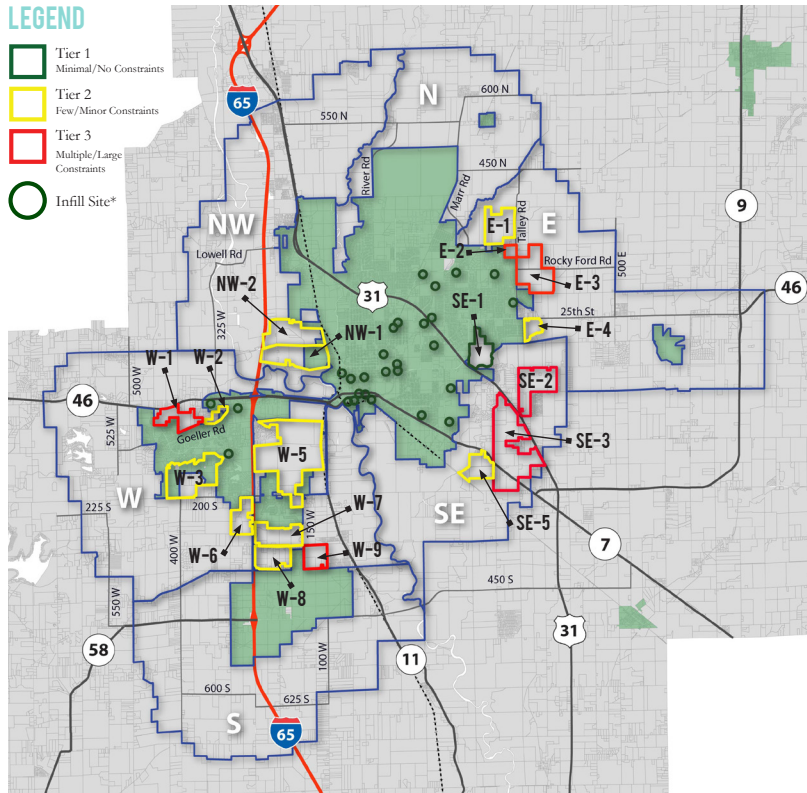 LEGEND
Tier 1
Minimal/No Constraints
Tier 2
Few/Minor Constraints
Tier 3
Multiple/Large
Constraints
Infill Site*
65
N
600 N
550 N
River Rd
Marr Rd
450 N
Talley Rd
9
NW
E-1
E
Lowell Rd
E-2
Rocky Ford Rd
500 E
31
E-3
46
NW-2
SE-1
25th St
325 W
NW-1
E-4
W-1
W-2
500 W
SE-2
46
Goeller Rd
525 W
SE-3
W-5
W
W-3
SE
225 S
200 S
150 W
W-7
SE-5
400 W
W-6
W-9
7
W-8
450 S
550 W
58
31
100 W
11
600 S
625 S
S
65